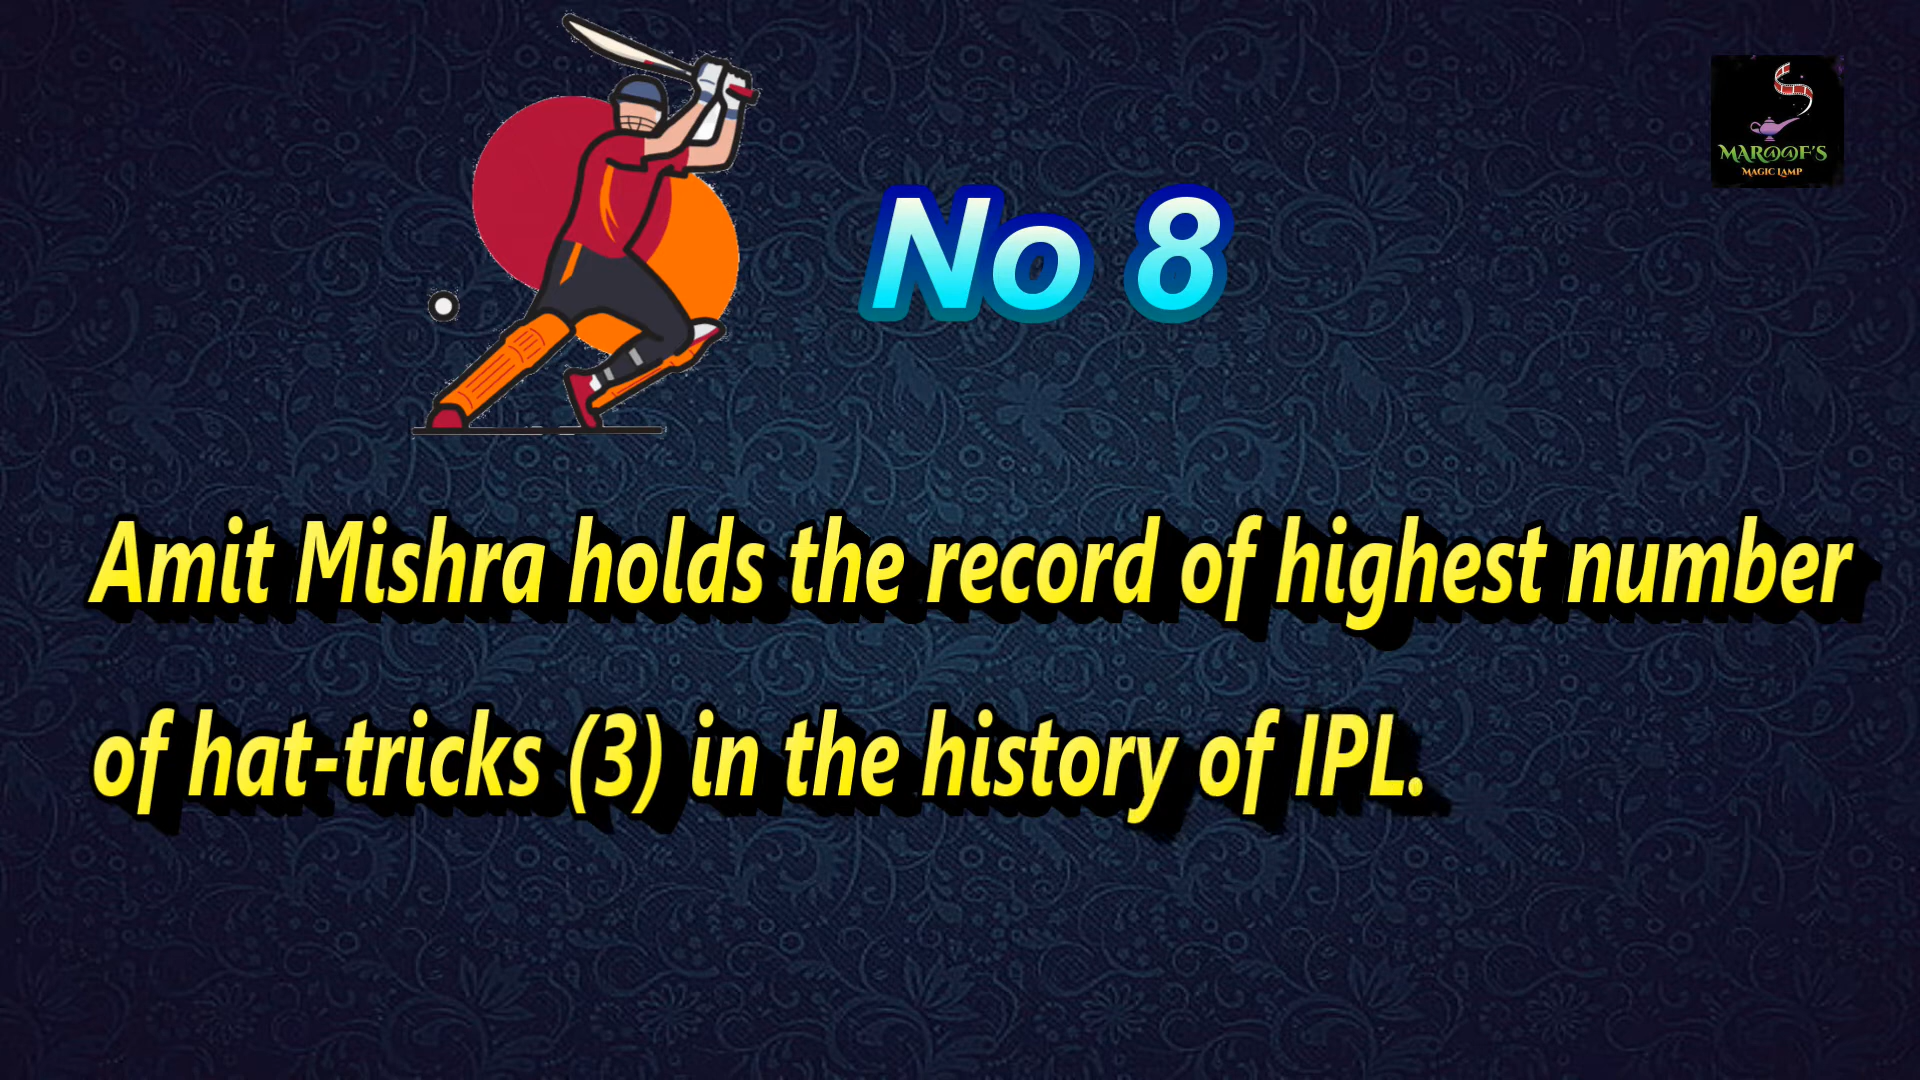 MAR@@F'S
MAGIC LAMP
No 8
Amit Mishra holds the record of highest number
of hat-tricks (3) in the history of IPL.